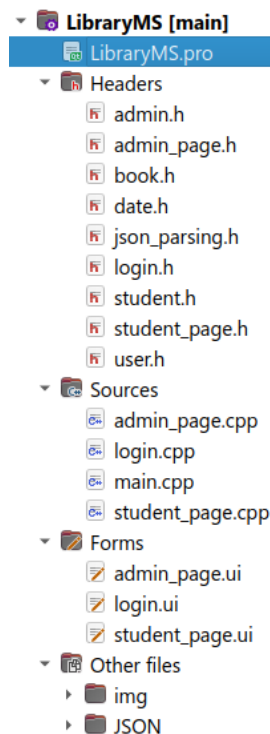 LibraryMS [main]
LibraryMS.pro
Headers
admin.h
admin_page.h
book.h
date.h
json_parsing.h
login.h
student.h
student_page.h
user.h
Sources
admin_page.cpp
login.cpp
main.cpp
student_page.cpp
Forms
admin_page.ui
login.ui
student_page.ui
Other files
img
JSON